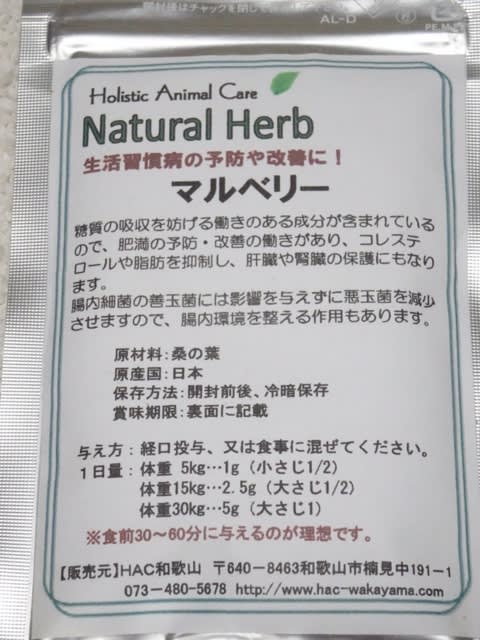 開封後はチャックを閉じて
AL-D
PE,M
Holistic Animal Care
Natural Herb
生活習慣病の予防や改善に！
マルベリー
糖質の吸収を妨げる働きのある成分が含まれている
ので、肥満の予防・改善の働きがあり、コレステ
ロールや脂肪を抑制し、肝臓や腎臓の保護にもなり
ます。
腸内細菌の善玉菌には影響を与えずに悪玉菌を減少
させますので、腸内環境を整える作用もあります。
原材料：桑の葉
原産国：日本
保存方法：開封前後、冷暗保存
賞味期限：裏面に記載
与え方：経口投与、又は食事に混ぜてください。
1日量：体重 5kg…1g（小さじ1/2）
体重15kg…2.5g（大さじ1/2）
体重30kg…5g（大さじ1）
※食前30～60分に与えるのが理想です。
【販売元】HAC和歌山 〒640-8463和歌山市楠見中191-1
073-480-5678 http://www.hac-wakayama.com/